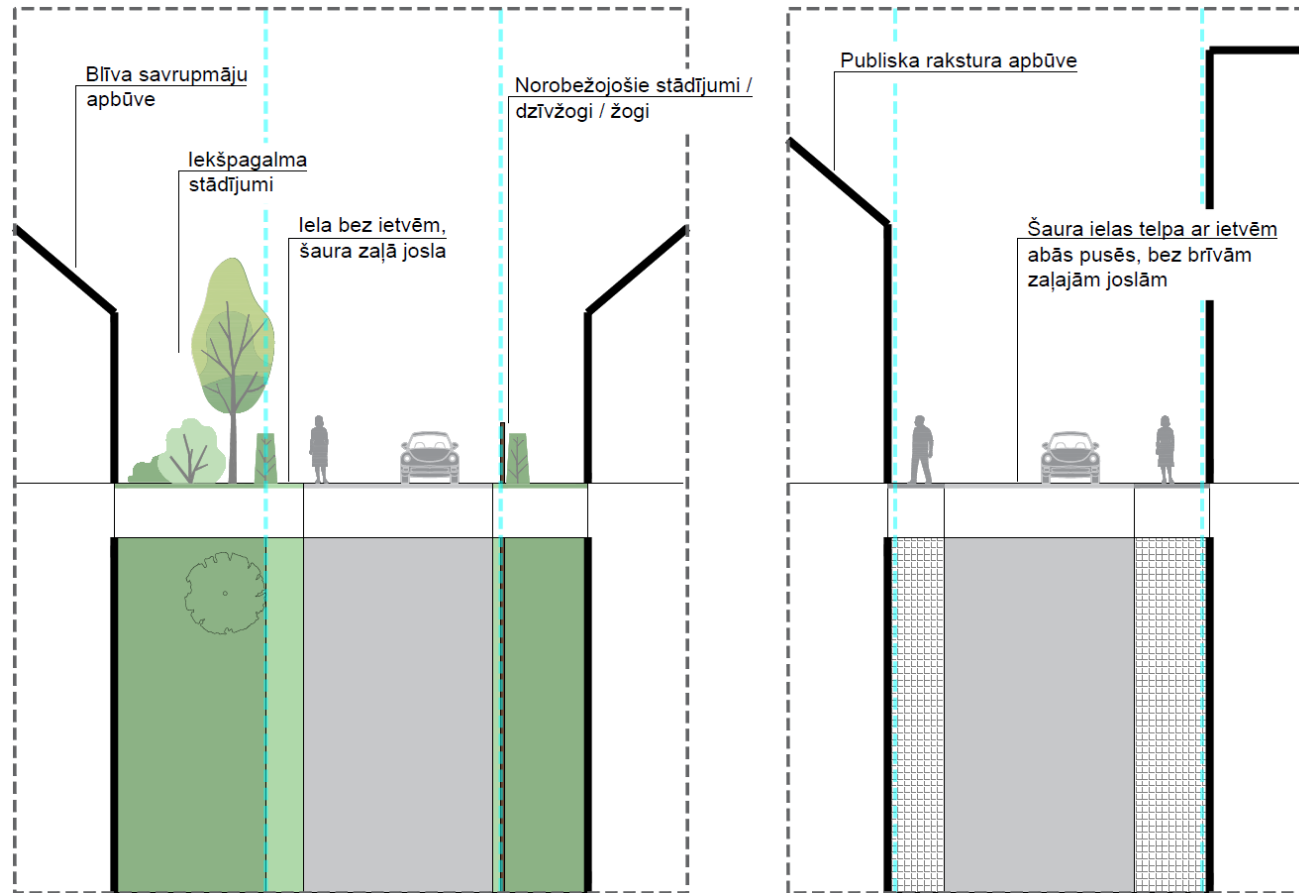 Blīva savrupmāju
apbūve
Iekšpagalma
stādījumi
Iela bez ietvēm,
šaura zaļā josla
Norobežojošie stādījumi /
dzīvžogi / žogi
Publiska rakstura apbūve
Šaura ielas telpa ar ietvēm
abās pusēs, bez brīvām
zaļajām joslām